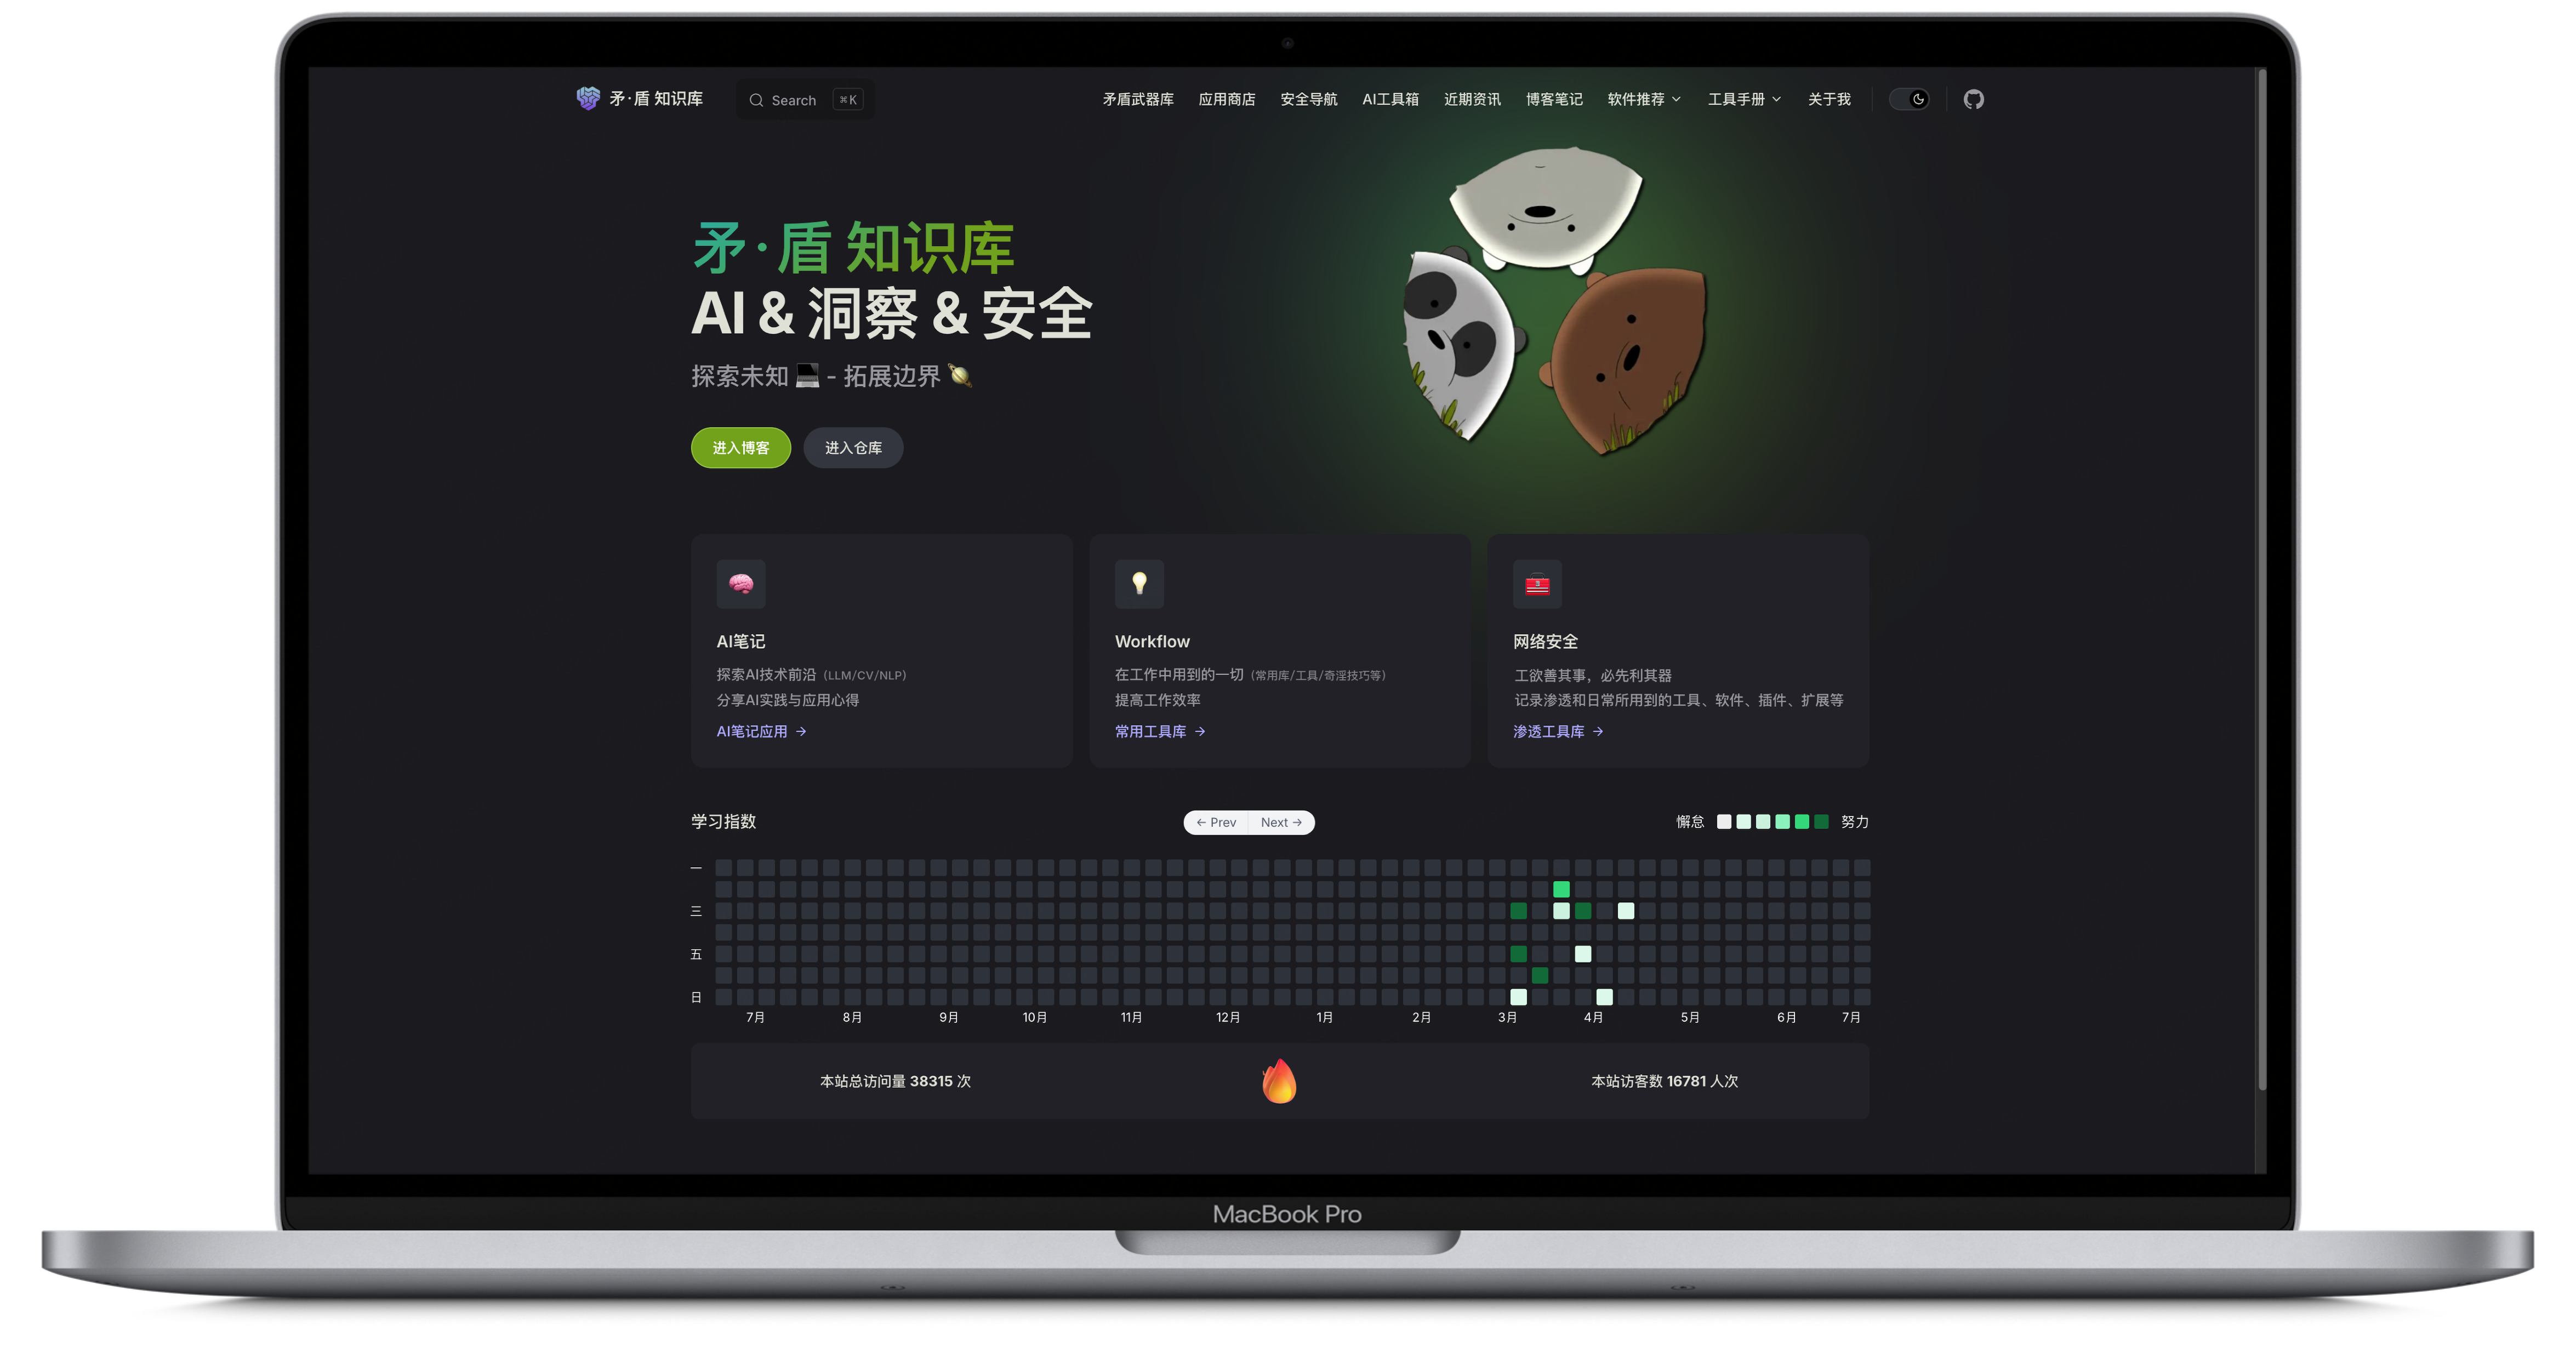 矛·盾 知识库
Search ⌘K
矛盾武器库 应用商店 安全导航 AI工具箱 近期资讯 博客笔记 软件推荐 工具手册 关于我
矛·盾 知识库
AI & 洞察 & 安全
探索未知 💻 - 拓展边界 🪐
进入博客 进入仓库
AI笔记
探索AI技术前沿（LLM/CV/NLP）
分享AI实践与应用心得
AI笔记应用 →
Workflow
在工作中用到的一切（常用库/工具/奇淫技巧等）
提高工作效率
常用工具库 →
网络安全
工欲善其事，必先利其器
记录渗透和日常所用到的工具、软件、插件、扩展等
渗透工具库 →
学习指数
← Prev Next →
懈怠 努力
一
三
五
日
7月 8月 9月 10月 11月 12月 1月 2月 3月 4月 5月 6月 7月
本站总访问量 38315 次
本站访客数 16781 人次
MacBook Pro